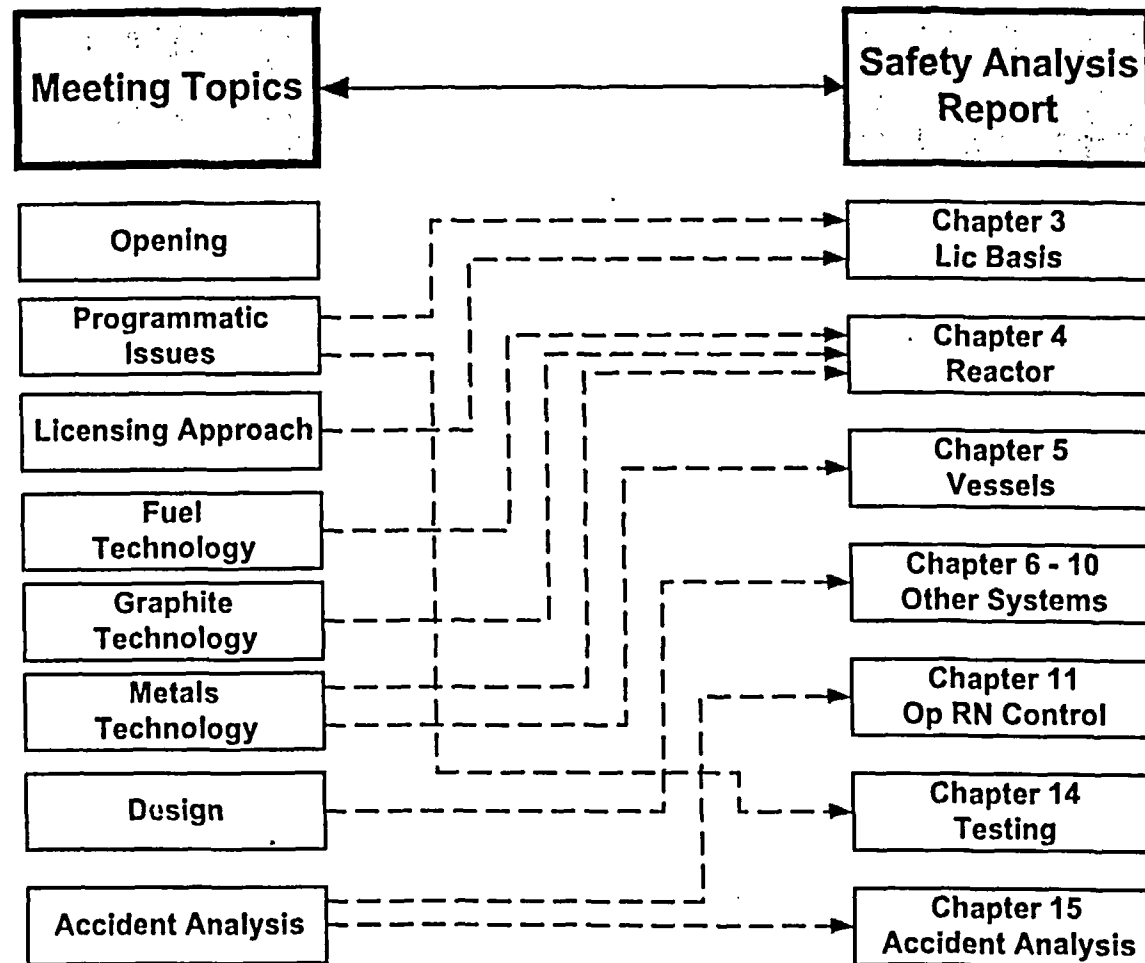 Meeting Topics
Safety Analysis
Report
Opening
Programmatic
Issues
Licensing Approach
Fuel
Technology
Graphite
Technology
Metals
Technology
Design
Accident Analysis
Chapter 3
Lic Basis
Chapter 4
Reactor
Chapter 5
Vessels
Chapter 6 - 10
Other Systems
Chapter 11
Op RN Control
Chapter 14
Testing
Chapter 15
Accident Analysis